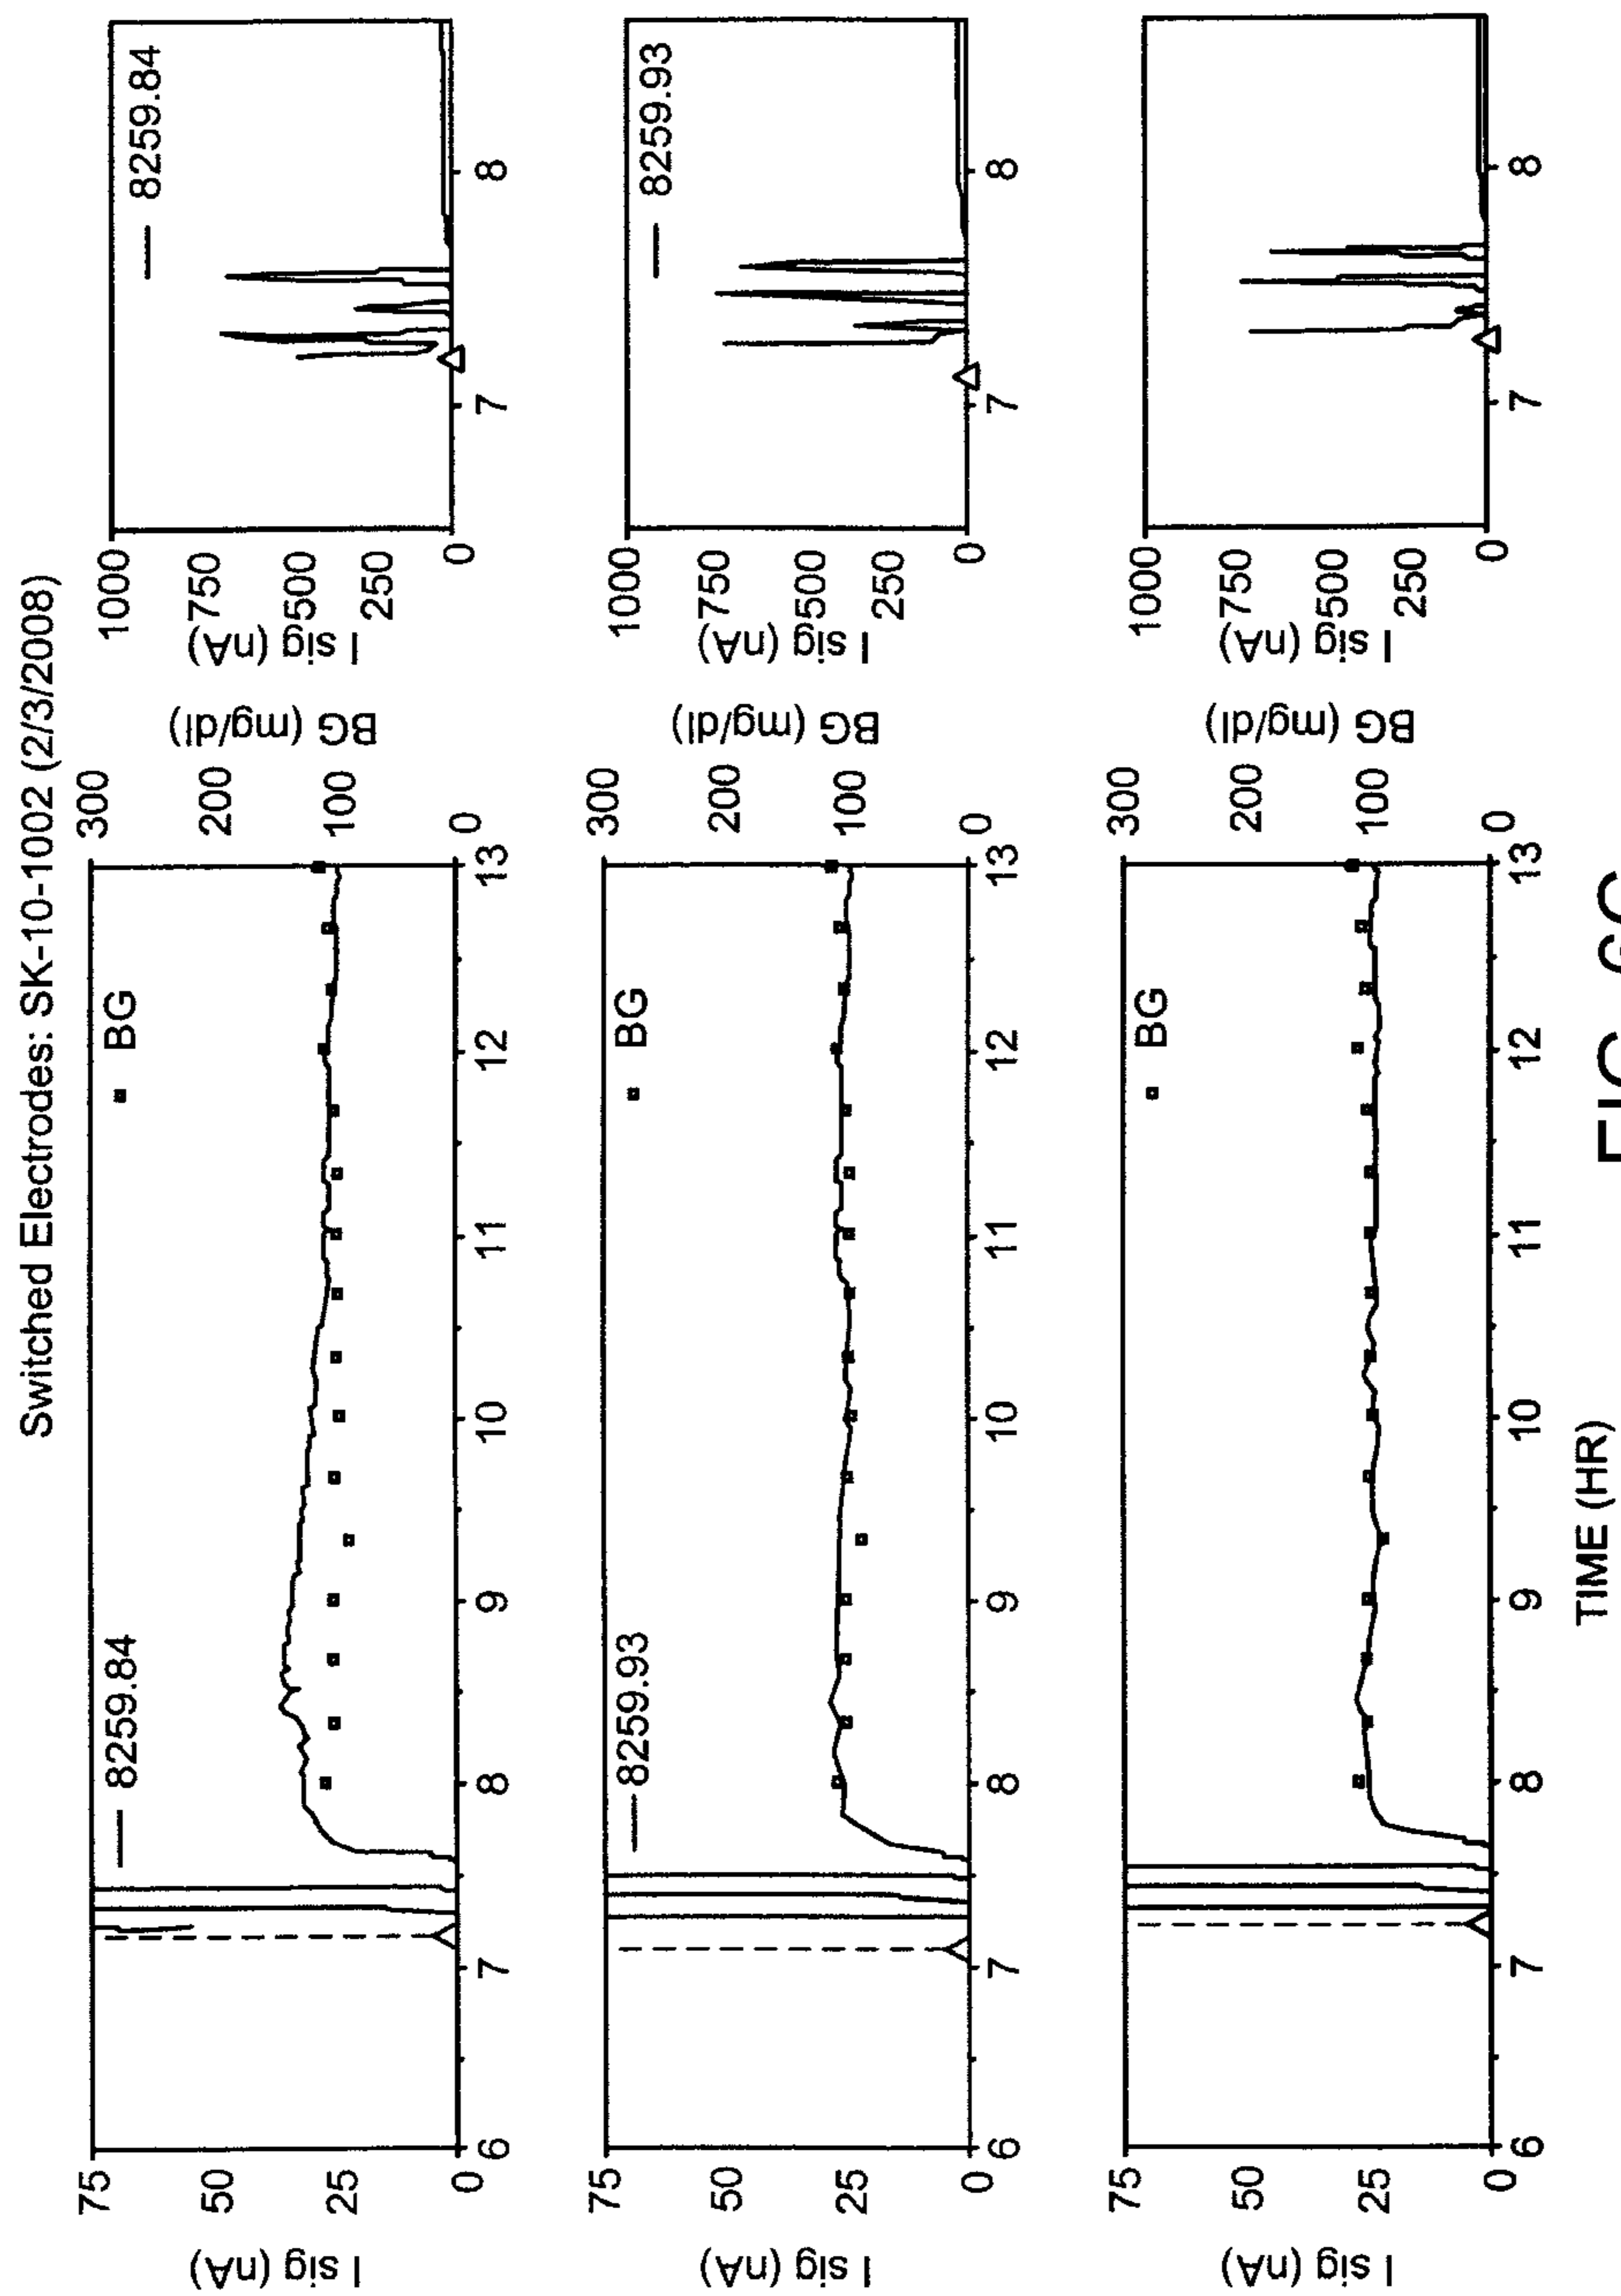 Switched Electrodes: SK-10-1002 (2/3/2008)
I sig (nA)
75
50
25
0
— 8259.84
BG
300
200
100
0
BG (mg/dl)
6 7 8 9 10 11 12 13
I sig (nA)
1000
750
500
250
0
— 8259.84
7 8
I sig (nA)
75
50
25
0
— 8259.93
BG
300
200
100
0
BG (mg/dl)
6 7 8 9 10 11 12 13
I sig (nA)
1000
750
500
250
0
— 8259.93
7 8
I sig (nA)
75
50
25
0
BG
300
200
100
0
BG (mg/dl)
6 7 8 9 10 11 12 13
TIME (HR)
I sig (nA)
1000
750
500
250
0
7 8